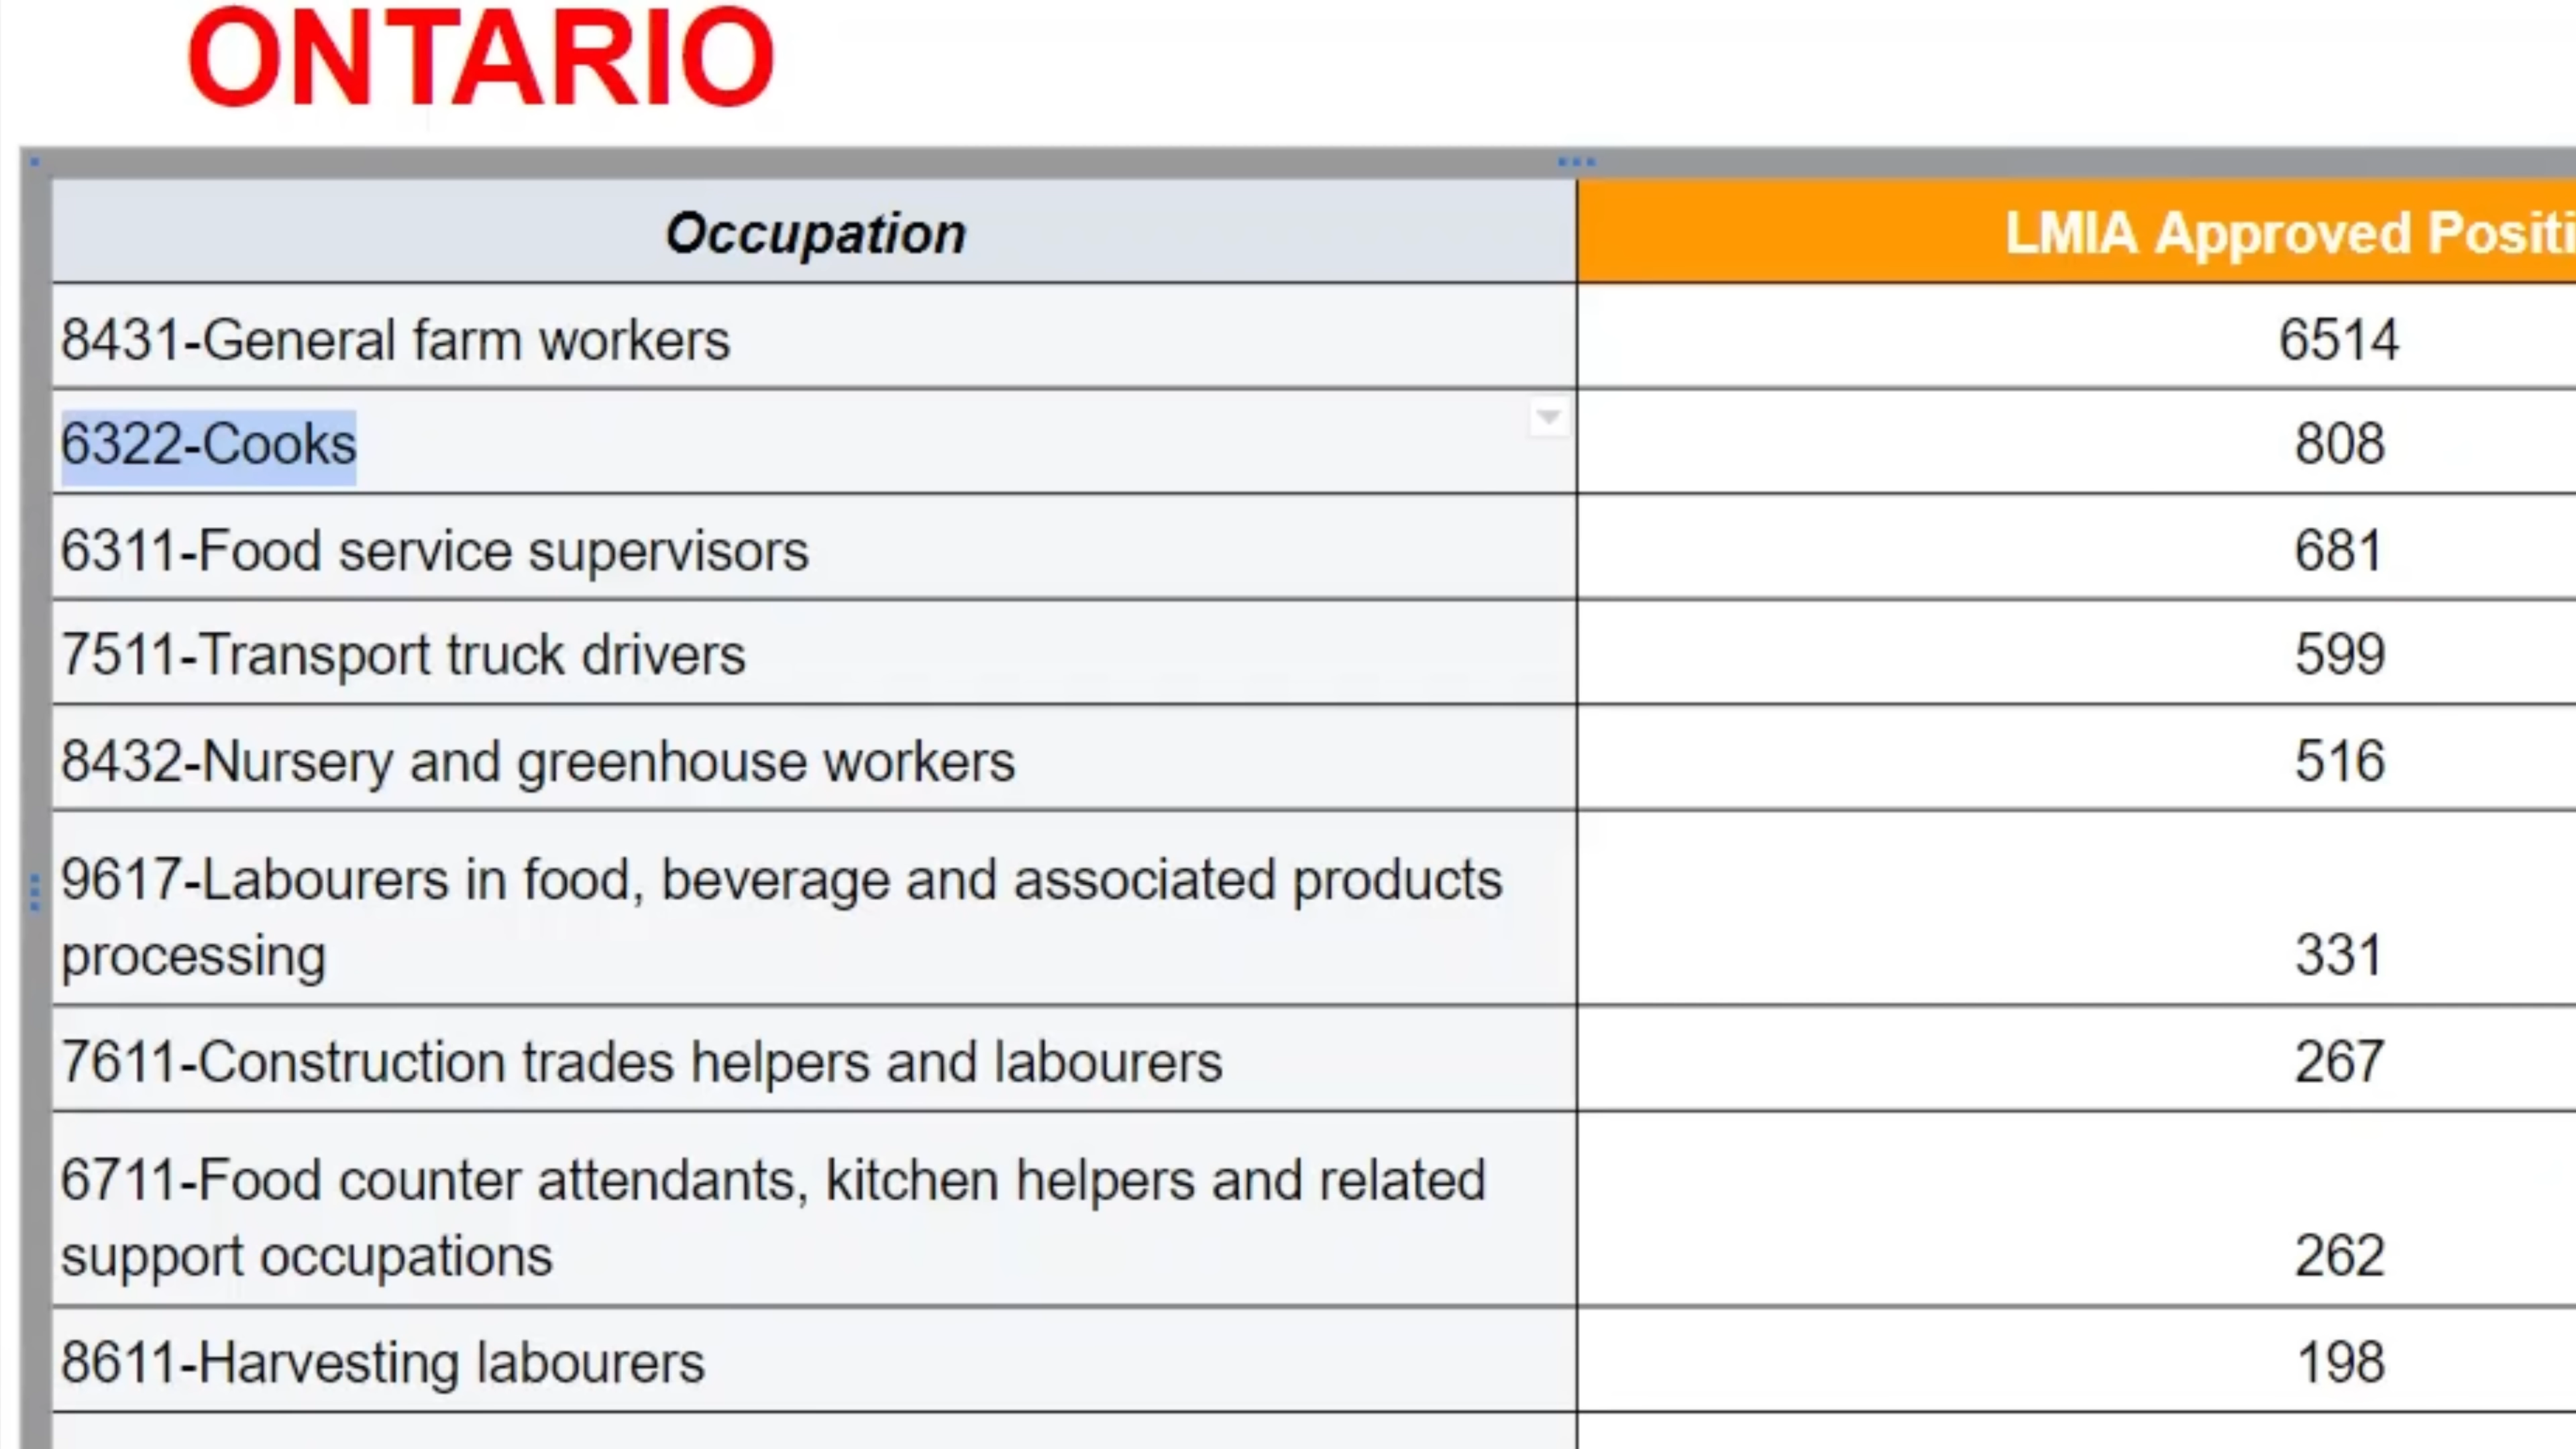 ONTARIO
Occupation
LMIA Approved Positi
8431-General farm workers
6514
6322-Cooks
808
6311-Food service supervisors
681
7511-Transport truck drivers
599
8432-Nursery and greenhouse workers
516
9617-Labourers in food, beverage and associated products
processing
331
7611-Construction trades helpers and labourers
267
6711-Food counter attendants, kitchen helpers and related
support occupations
262
8611-Harvesting labourers
198